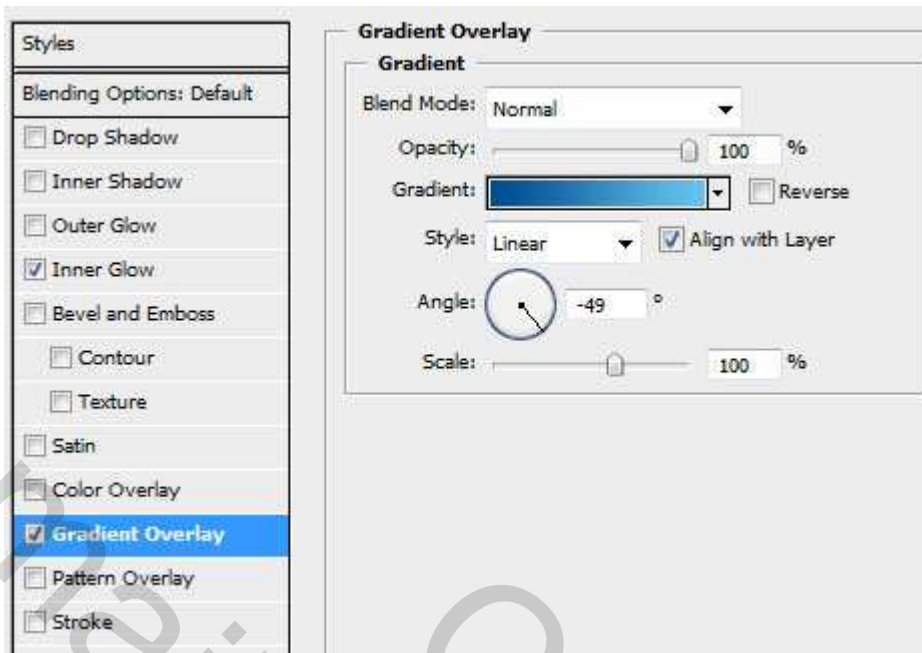 Styles
Blending Options: Default
Drop Shadow
Inner Shadow
Outer Glow
Inner Glow
Bevel and Emboss
Contour
Texture
Satin
Color Overlay
Gradient Overlay
Pattern Overlay
Stroke
Gradient Overlay
Gradient
Blend Mode: Normal
Opacity: 100 %
Gradient: Reverse
Style: Linear Align with Layer
Angle: -49 °
Scale: 100 %